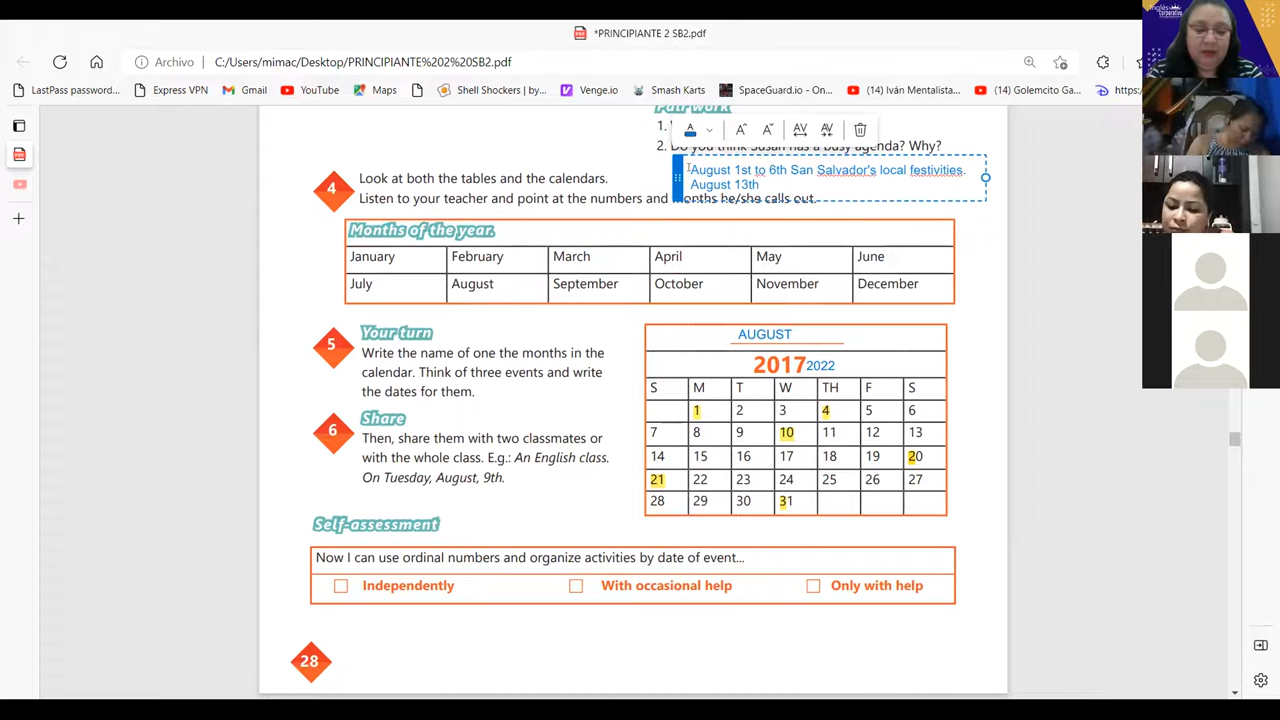 *PRINCIPIANTE 2 SB2.pdf
Archivo C:/Users/mimac/Desktop/PRINCIPIANTE%202%20SB2.pdf
LastPass password... Express VPN Gmail YouTube Maps Shell Shockers | by... Venge.io Smash Karts SpaceGuard.io - On... (14) Iván Mentalista... (14) Golemcito Ga... https:
Inglés Corporativo
Pair work
1.
2. Do you think Susan has a busy agenda? Why?
August 1st to 6th San Salvador's local festivities.
August 13th
4 Look at both the tables and the calendars.
Listen to your teacher and point at the numbers and months he/she calls out.
Months of the year.
January February March April May June
July August September October November December
5 Your turn
Write the name of one the months in the
calendar. Think of three events and write
the dates for them.
6 Share
Then, share them with two classmates or
with the whole class. E.g.: An English class.
On Tuesday, August, 9th.
AUGUST
2017 2022
S M T W TH F S
1 2 3 4 5 6
7 8 9 10 11 12 13
14 15 16 17 18 19 20
21 22 23 24 25 26 27
28 29 30 31
Self-assessment
Now I can use ordinal numbers and organize activities by date of event...
Independently With occasional help Only with help
28